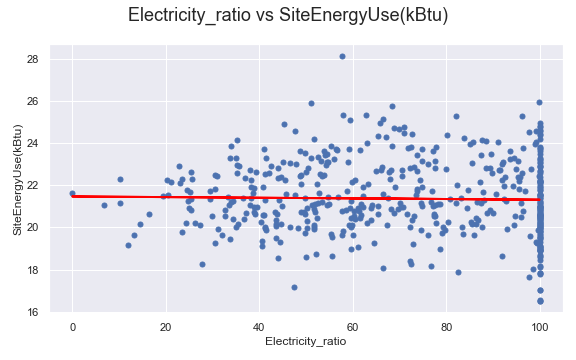 Electricity_ratio vs SiteEnergyUse(kBtu)
28
26
24
22
20
18
16
SiteEnergyUse(kBtu)
0 20 40 60 80 100
Electricity_ratio